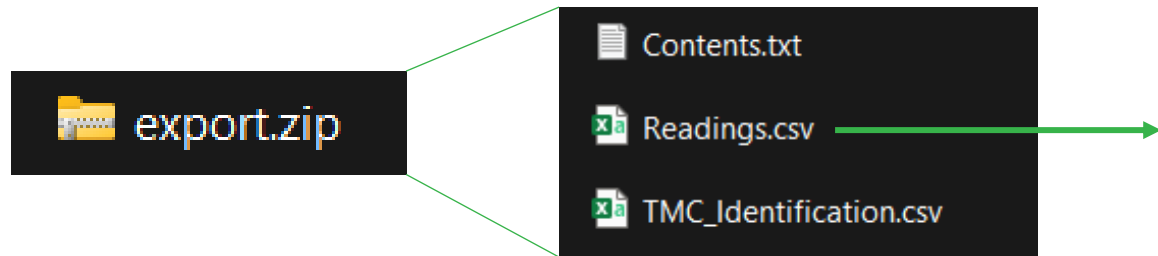 export.zip
Contents.txt
Readings.csv
TMC_Identification.csv